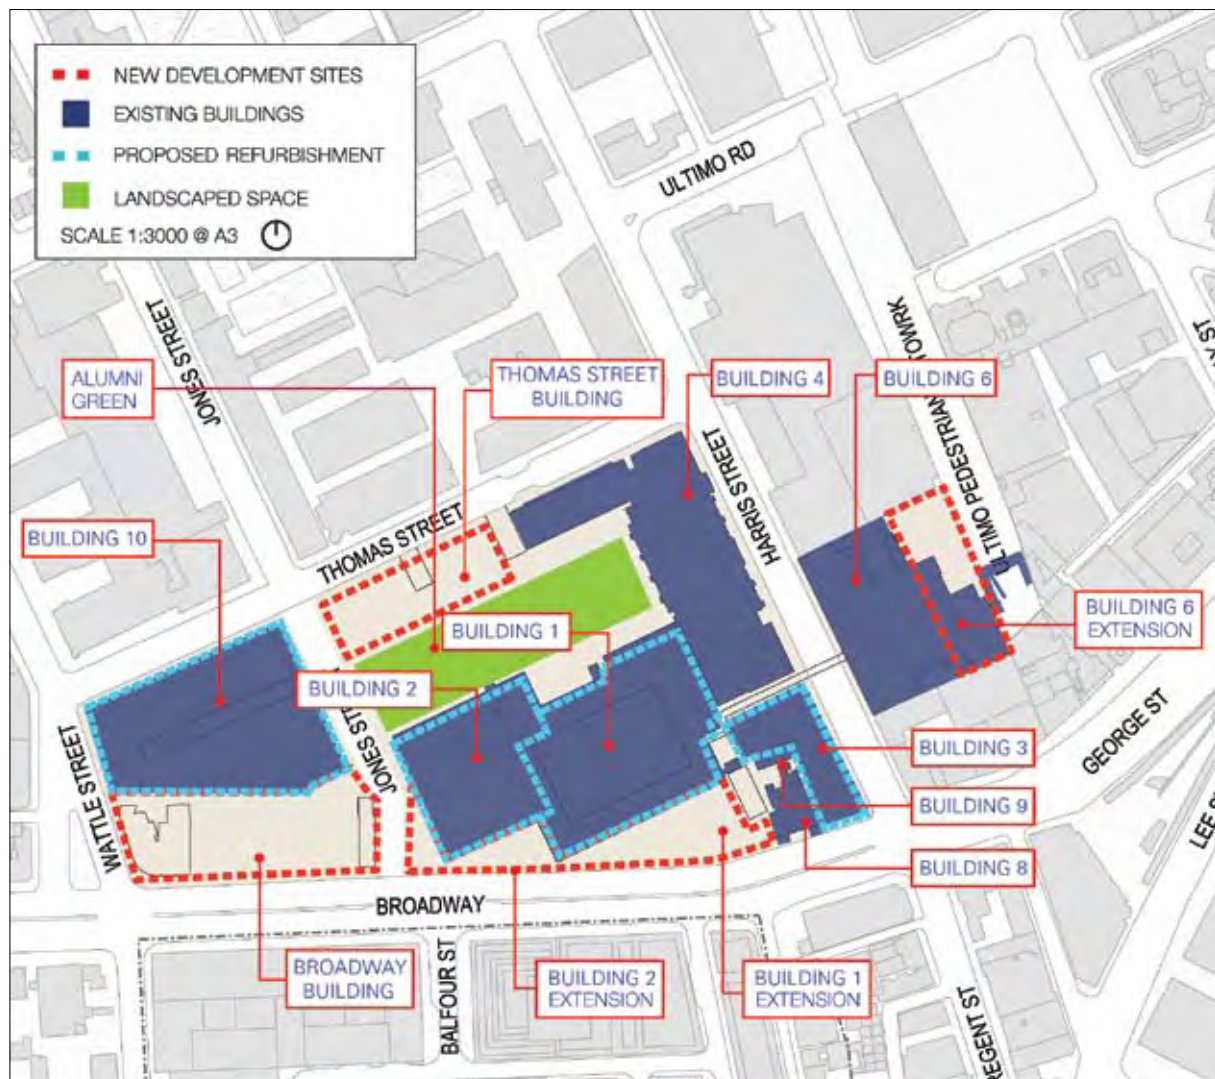 NEW DEVELOPMENT SITES
EXISTING BUILDINGS
PROPOSED REFURBISHMENT
LANDSCAPED SPACE
SCALE 1:3000 @ A3
ULTIMO RD
JONES STREET
ALUMNI
GREEN
THOMAS STREET
BUILDING
BUILDING 4
BUILDING 6
HARRIS STREET
ULTIMO PEDESTRIAN
THOMAS STREET
BUILDING 10
BUILDING 6
EXTENSION
BUILDING 1
BUILDING 2
JONES
WATTLE STREET
GEORGE ST
BUILDING 3
BUILDING 9
BUILDING 8
BROADWAY
BROADWAY
BUILDING
BALFOUR ST
BUILDING 2
EXTENSION
BUILDING 1
EXTENSION
REGENT ST
LEE